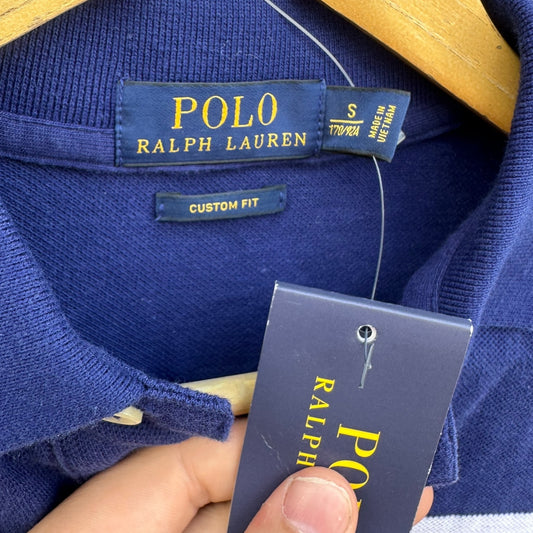 POLO
RALPH LAUREN
S
170/92A
MADE IN
VIETNAM
CUSTOM FIT
PO
RALPH